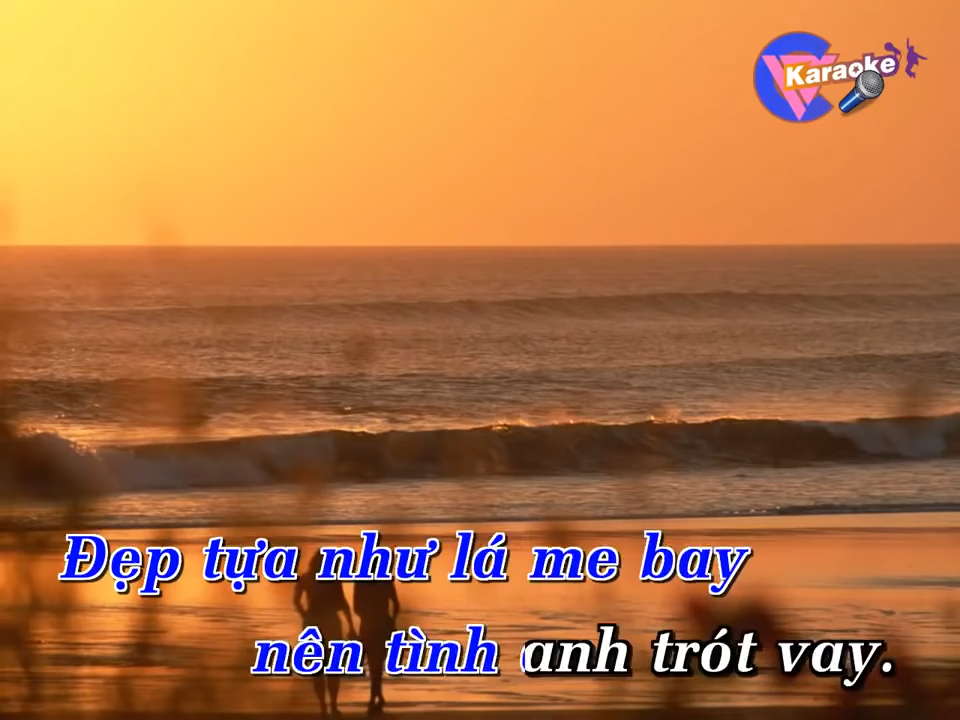 Karaoke
Đẹp tựa như lá me bay
nên tình anh trót vay.